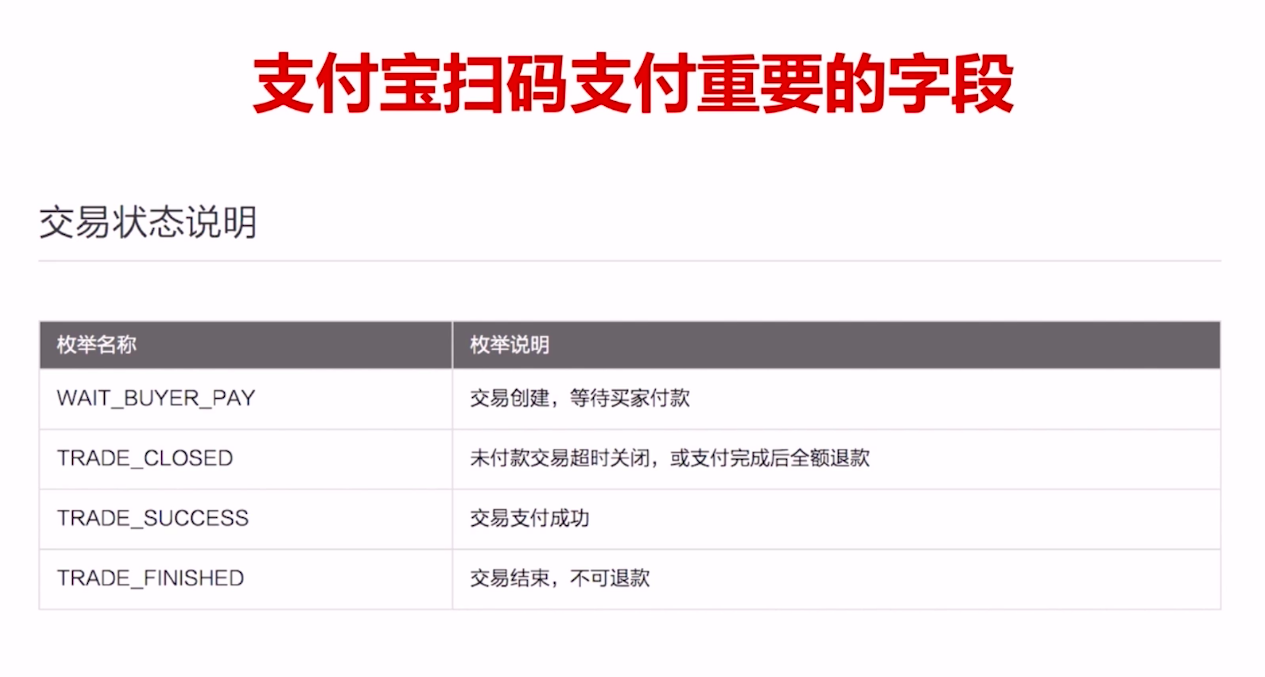 支付宝扫码支付重要的字段
交易状态说明
枚举名称 枚举说明
WAIT_BUYER_PAY 交易创建，等待买家付款
TRADE_CLOSED 未付款交易超时关闭，或支付完成后全额退款
TRADE_SUCCESS 交易支付成功
TRADE_FINISHED 交易结束，不可退款